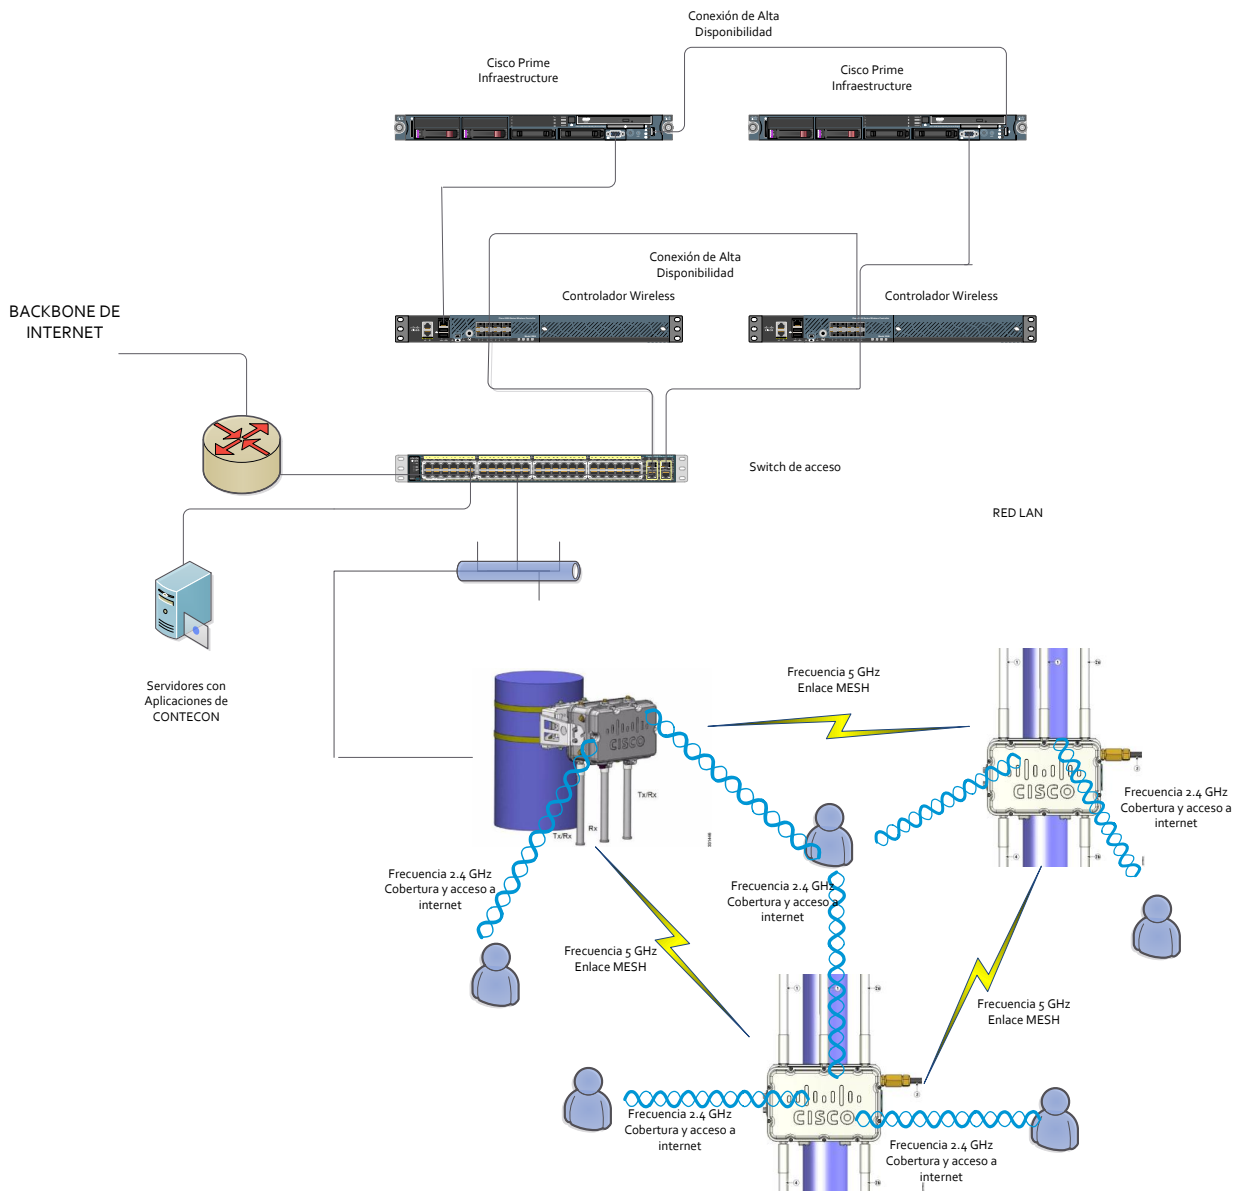 Conexión de Alta
Disponibilidad
Cisco Prime
Infraestructure
Cisco Prime
Infraestructure
Conexión de Alta
Disponibilidad
Controlador Wireless
Controlador Wireless
BACKBONE DE
INTERNET
Switch de acceso
RED LAN
Servidores con
Aplicaciones de
CONTECON
Frecuencia 5 GHz
Enlace MESH
CISCO
Tx/Rx
Rx
Tx/Rx
CISCO
Frecuencia 2.4 GHz
Cobertura y acceso a
internet
Frecuencia 2.4 GHz
Cobertura y acceso a
internet
Frecuencia 2.4 GHz
Cobertura y acceso a
internet
Frecuencia 5 GHz
Enlace MESH
Frecuencia 5 GHz
Enlace MESH
CISCO
Frecuencia 2.4 GHz
Cobertura y acceso a
internet
Frecuencia 2.4 GHz
Cobertura y acceso a
internet